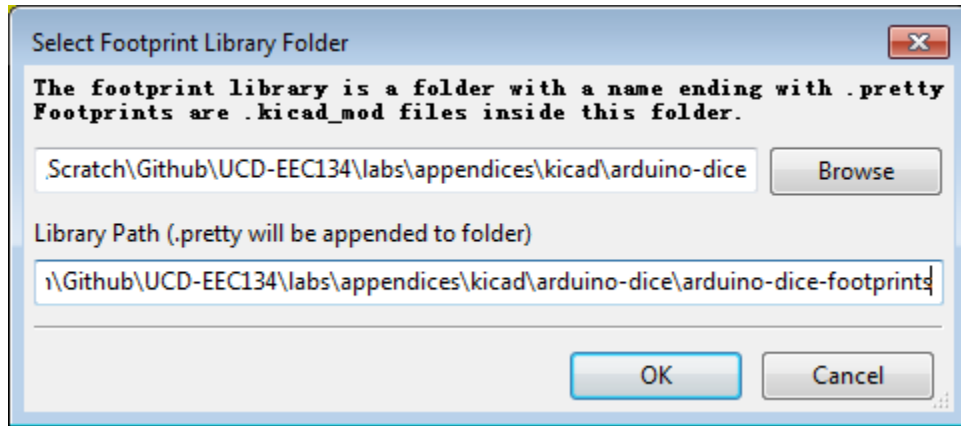 Select Footprint Library Folder
The footprint library is a folder with a name ending with .pretty
Footprints are .kicad_mod files inside this folder.
Scratch\Github\UCD-EEC134\labs\appendices\kicad\arduino-dice
Browse
Library Path (.pretty will be appended to folder)
\Github\UCD-EEC134\labs\appendices\kicad\arduino-dice\arduino-dice-footprints
OK
Cancel